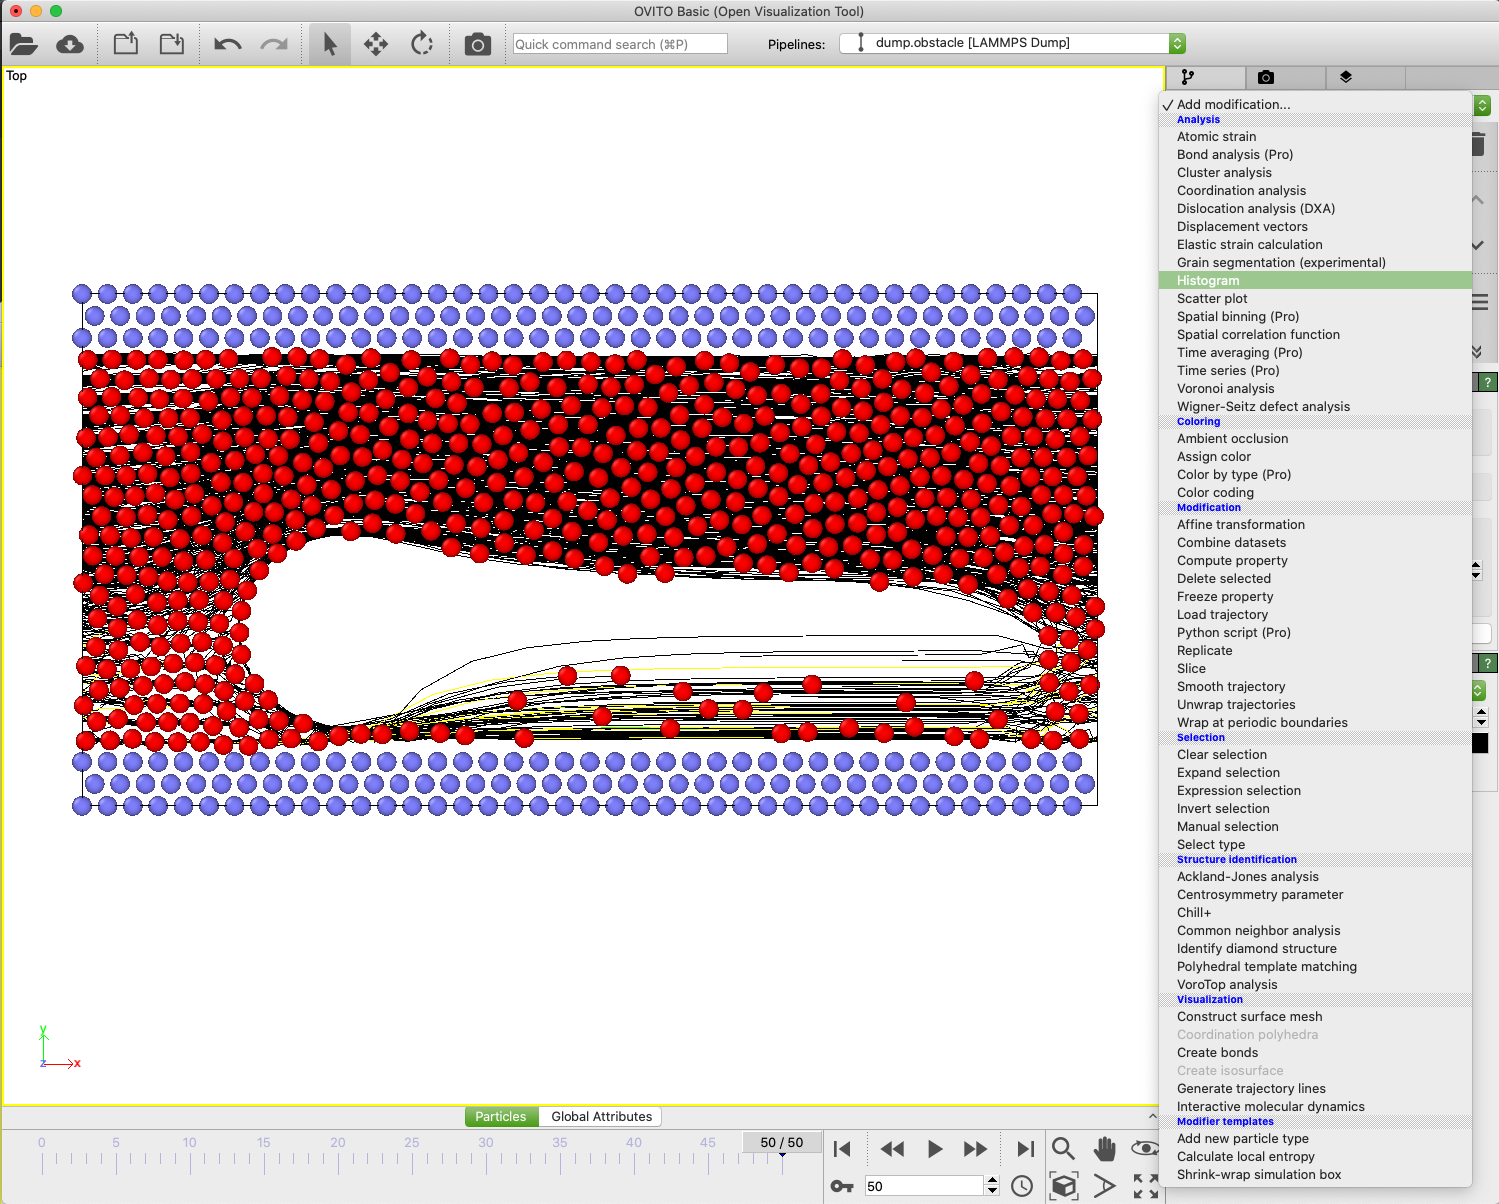 OVITO Basic (Open Visualization Tool)
Quick command search (⌘P)
Pipelines:
dump.obstacle [LAMMPS Dump]
Top
Add modification...
Analysis
Atomic strain
Bond analysis (Pro)
Cluster analysis
Coordination analysis
Dislocation analysis (DXA)
Displacement vectors
Elastic strain calculation
Grain segmentation (experimental)
Histogram
Scatter plot
Spatial binning (Pro)
Spatial correlation function
Time averaging (Pro)
Time series (Pro)
Voronoi analysis
Wigner-Seitz defect analysis
Coloring
Ambient occlusion
Assign color
Color by type (Pro)
Color coding
Modification
Affine transformation
Combine datasets
Compute property
Delete selected
Freeze property
Load trajectory
Python script (Pro)
Replicate
Slice
Smooth trajectory
Unwrap trajectories
Wrap at periodic boundaries
Selection
Clear selection
Expand selection
Expression selection
Invert selection
Manual selection
Select type
Structure identification
Ackland-Jones analysis
Centrosymmetry parameter
Chill+
Common neighbor analysis
Identify diamond structure
Polyhedral template matching
VoroTop analysis
Visualization
Construct surface mesh
Coordination polyhedra
Create bonds
Create isosurface
Generate trajectory lines
Interactive molecular dynamics
Modifier templates
Add new particle type
Calculate local entropy
Shrink-wrap simulation box
?
?
y
z x
Particles Global Attributes
0 5 10 15 20 25 30 35 40 45 50 / 50
50